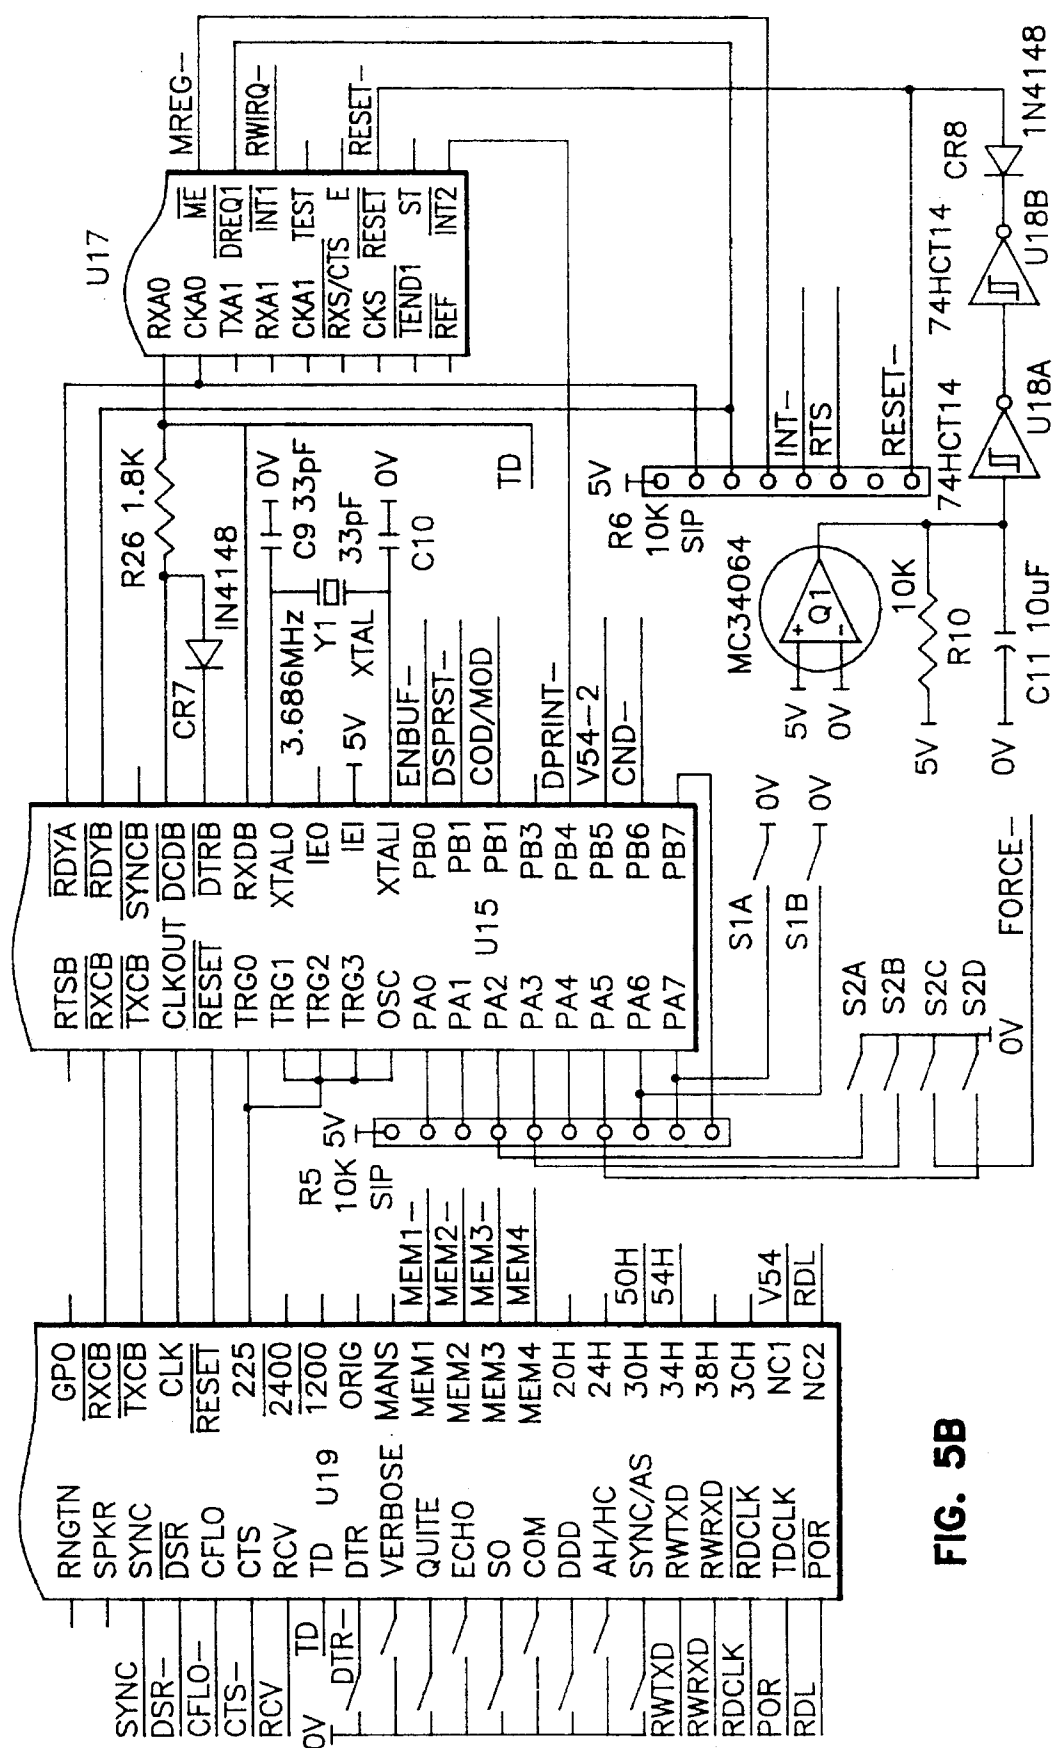 U17
RXA0
CKA0
TXA1
RXA1
CKA1
RXS/CTS
CKS
TEND1
REF
ME
DREQ1
INT1
TEST
E
RESET
ST
INT2
MREG–
RWIRQ–
RESET–
CR8
1N4148
74HCT14
U18B
74HCT14
U18A
R26 1.8K
CR7
IN4148
0V
C9 33pF
3.686MHz
Y1
XTAL
33pF
0V
C10
TD
5V
ENBUF–
DSPRST–
COD/MOD
DPRINT–
V54–2
CND–
R6
10K
SIP
5V
INT–
RTS
RESET–
MC34064
Q1
+
–
5V
0V
10K
R10
5V
0V
C11 10uF
U15
RTSB
RXCB
TXCB
CLKOUT
RESET
TRG0
TRG1
TRG2
TRG3
OSC
PA0
PA1
PA2
PA3
PA4
PA5
PA6
PA7
RDYA
RDYB
SYNCB
DCDB
DTRB
RXDB
XTALO
IEO
IEI
XTALI
PB0
PB1
PB1
PB3
PB4
PB5
PB6
PB7
S1A
0V
S1B
0V
S2A
S2B
S2C
S2D
0V
FORCE–
R5
10K
SIP
5V
MEM1–
MEM2–
MEM3–
MEM4
50H
54H
V54
RDL
U19
RNGTN
SPKR
SYNC
DSR
CFLO
CTS
RCV
TD
DTR
VERBOSE
QUITE
ECHO
SO
COM
DDD
AH/HC
SYNC/AS
RWTXD
RWRXD
RDCLK
TDCLK
POR
GPO
RXCB
TXCB
CLK
RESET
225
2400
1200
ORIG
MANS
MEM1
MEM2
MEM3
MEM4
20H
24H
30H
34H
38H
3CH
NC1
NC2
SYNC
DSR–
CFLO–
CTS–
RCV
TD
DTR–
0V
RWTXD
RWRXD
RDCLK
POR
RDL
FIG. 5B